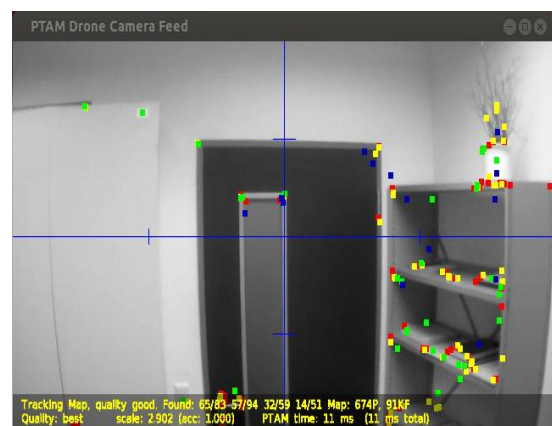 PTAM Drone Camera Feed
Tracking Map, quality good. Found: 65/83 57/94 32/59 14/51 Map: 674P, 91KF
Quality: best scale: 2.902 (acc: 1.000) PTAM time: 11 ms (11 ms total)